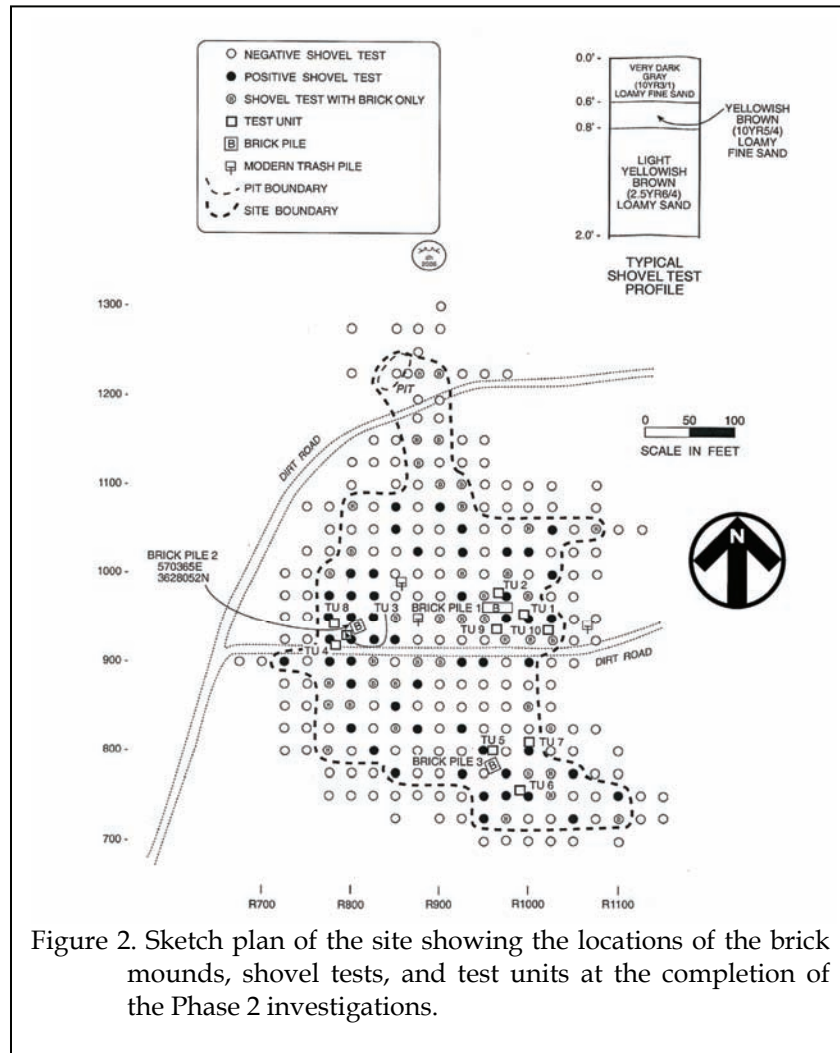 NEGATIVE SHOVEL TEST
POSITIVE SHOVEL TEST
SHOVEL TEST WITH BRICK ONLY
TEST UNIT
B BRICK PILE
MODERN TRASH PILE
PIT BOUNDARY
SITE BOUNDARY
0.0' -
VERY DARK
GRAY
(10YR3/1)
LOAMY FINE SAND
0.6' -
0.8' -
YELLOWISH
BROWN
(10YR5/4)
LOAMY
FINE SAND
LIGHT
YELLOWISH
BROWN
(2.5YR6/4)
LOAMY SAND
2.0' -
TYPICAL
SHOVEL TEST
PROFILE
dh
2006
1300 -
1200 -
1100 -
1000 -
900 -
800 -
700 -
PIT
DIRT ROAD
0 50 100
SCALE IN FEET
N
BRICK PILE 2
570365E
3628052N
TU 8
TU 3
B
TU 4
BRICK PILE 1
B
TU 2
TU 1
TU 9
TU 10
DIRT ROAD
TU 5
TU 7
BRICK PILE 3
B
TU 6
R700
R800
R900
R1000
R1100
Figure 2. Sketch plan of the site showing the locations of the brick
mounds, shovel tests, and test units at the completion of
the Phase 2 investigations.